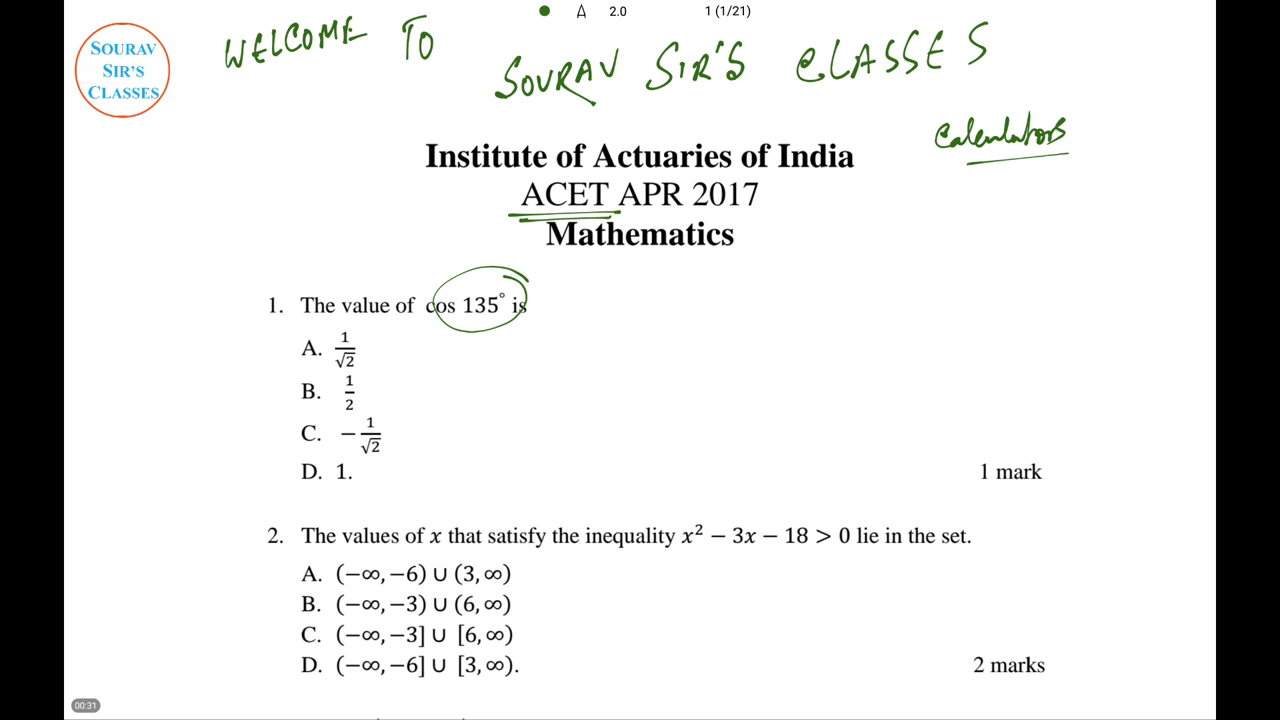 2.0 1 (1/21)
SOURAV
SIR'S
CLASSES
WELCOME TO
SOURAV SIR'S CLASSES
Calculators
Institute of Actuaries of India
ACET APR 2017
Mathematics
1. The value of cos 135° is
A. 1/√2
B. 1/2
C. −1/√2
D. 1.
1 mark
2. The values of x that satisfy the inequality x² − 3x − 18 > 0 lie in the set.
A. (−∞, −6) ∪ (3, ∞)
B. (−∞, −3) ∪ (6, ∞)
C. (−∞, −3] ∪ [6, ∞)
D. (−∞, −6] ∪ [3, ∞).
2 marks
00:31